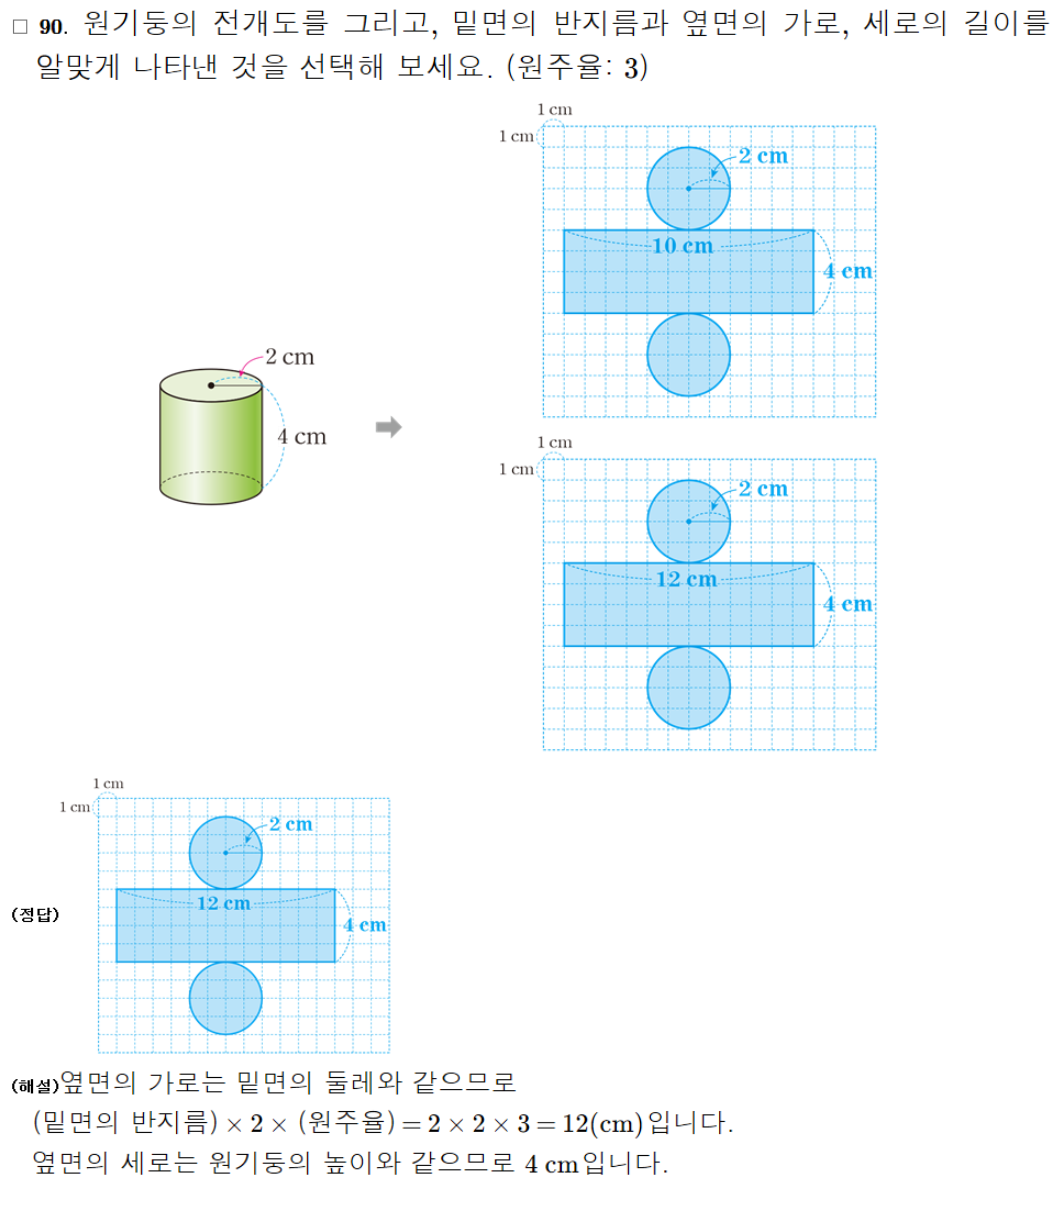 □ 90. 원기둥의 전개도를 그리고, 밑면의 반지름과 옆면의 가로, 세로의 길이를
알맞게 나타낸 것을 선택해 보세요. (원주율: 3)
1 cm
1 cm
2 cm
10 cm
4 cm
2 cm
4 cm
1 cm
1 cm
2 cm
12 cm
4 cm
1 cm
1 cm
2 cm
12 cm
(정답)
4 cm
(해설)옆면의 가로는 밑면의 둘레와 같으므로
(밑면의 반지름) × 2 × (원주율) = 2 × 2 × 3 = 12(cm)입니다.
옆면의 세로는 원기둥의 높이와 같으므로 4 cm입니다.